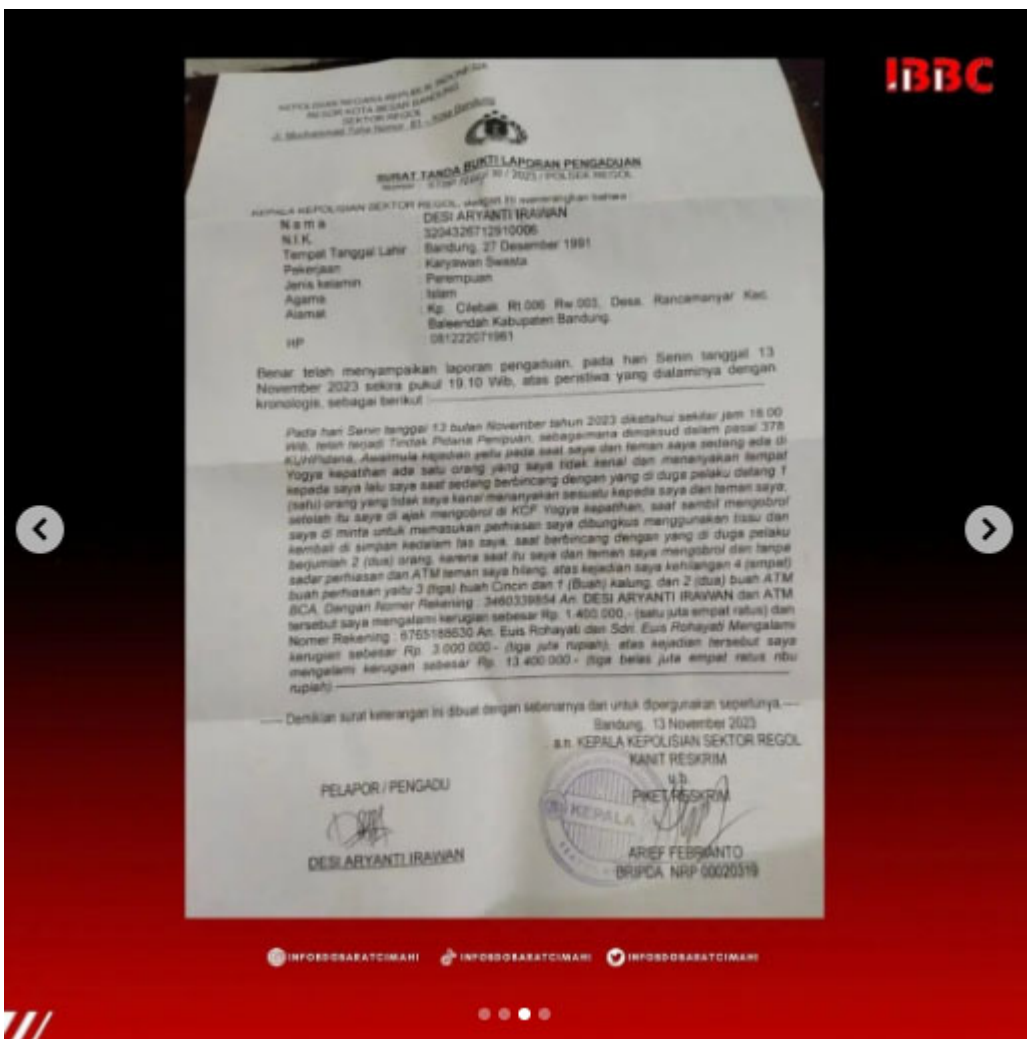 IBBC
KEPOLISIAN NEGARA REPUBLIK INDONESIA
RESOR KOTA BESAR BANDUNG
SEKTOR REGOL
Jl. Mochammad Toha Nomor 81 - Kota Bandung
SURAT TANDA BUKTI LAPORAN PENGADUAN
Nomor / 2023 / POLSEK REGOL
KEPALA KEPOLISIAN SEKTOR REGOL, dengan ini menerangkan bahwa :
Nama DESI ARYANTI IRAWAN
N.I.K. 3204326712910006
Tempat Tanggal Lahir : Bandung, 27 Desember 1991
Pekerjaan : Karyawan Swasta
Jenis kelamin : Perempuan
Agama : Islam
Alamat : Kp. Cilebak Rt.006 Rw.003, Desa. Rancamanyar Kec.
Baleendah Kabupaten Bandung.
HP : 081222071961
Benar telah menyampaikan laporan pengaduan, pada hari Senin tanggal 13
November 2023 sekira pukul 19.10 Wib, atas peristiwa yang dialaminya dengan
kronologis, sebagai berikut :
Pada hari Senin tanggal 13 bulan November tahun 2023 diketahui sekitar jam 16.00
Wib, telah terjadi Tindak Pidana Penipuan, sebagaimana dimaksud dalam pasal 378
KUHPidana, Awalmula kejadian yaitu pada saat saya dan teman saya sedang ada di
Yogya kepatihan ada satu orang yang saya tidak kenal dan menanyakan tempat
kepada saya lalu saya saat sedang berbincang dengan yang di duga pelaku datang 1
(satu) orang yang tidak saya kenal menanyakan sesuatu kepada saya dan teman saya,
setelah itu saya di ajak mengobrol di KCF Yogya kepatihan, saat sambil mengobrol
saya di minta untuk memasukan perhiasan saya dibungkus menggunakan tissu dan
kembali di simpan kedalam tas saya, saat berbincang dengan yang di duga pelaku
berjumlah 2 (dua) orang, karena saat itu saya dan teman saya mengobrol dan tanpa
sadar perhiasan dan ATM teman saya hilang, atas kejadian saya kehilangan 4 (empat)
buah perhiasan yaitu 3 (tiga) buah Cincin dan 1 (Buah) kalung, dan 2 (dua) buah ATM
BCA, Dengan Nomer Rekening : 3460339854 An. DESI ARYANTI IRAWAN dari ATM
tersebut saya mengalami kerugian sebesar Rp. 1.400.000,- (satu juta empat ratus) dan
Nomer Rekening : 6765188630 An. Euis Rohayati dan Sdri. Euis Rohayati Mengalami
kerugian sebesar Rp. 3.000.000.- (tiga juta rupiah), atas kejadian tersebut saya
mengalami kerugian sebesar Rp. 13.400.000.- (tiga belas juta empat ratus ribu
rupiah)
Demikian surat keterangan ini dibuat dengan sebenarnya dan untuk dipergunakan seperlunya.
Bandung, 13 November 2023
a.n. KEPALA KEPOLISIAN SEKTOR REGOL
KANIT RESKRIM
u.b.
PELAPOR / PENGADU
PIKET RESKRIM
KEPALA
DESI ARYANTI IRAWAN
ARIEF FEBRIANTO
BRIPDA NRP 00020319
INFOBDGBARATCIMAHI INFOBDGBARATCIMAHI INFOBDGBARATCIMAHI